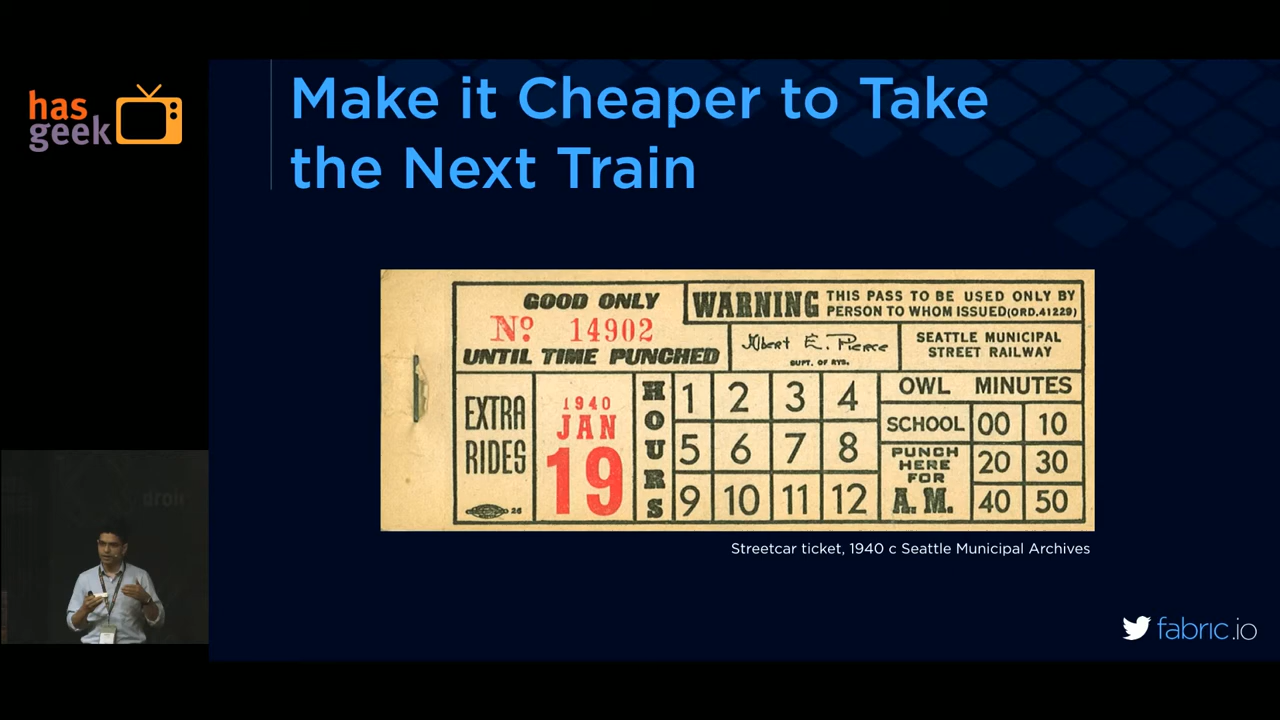 has
geek
Make it Cheaper to Take
the Next Train
GOOD ONLY
Nº 14902
UNTIL TIME PUNCHED
WARNING
THIS PASS TO BE USED ONLY BY
PERSON TO WHOM ISSUED (ORD.41229)
Albert E. Pierce
SUPT. OF RYS.
SEATTLE MUNICIPAL
STREET RAILWAY
EXTRA
RIDES
26
1940
JAN
19
HOURS
1 2 3 4
5 6 7 8
9 10 11 12
OWL MINUTES
SCHOOL 00 10
PUNCH
HERE
FOR
A.M.
20 30
40 50
Streetcar ticket, 1940 c Seattle Municipal Archives
droid
fabric.io